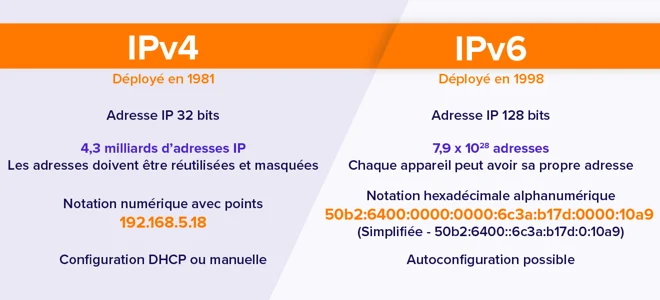 IPv4
Déployé en 1981
Adresse IP 32 bits
4,3 milliards d'adresses IP
Les adresses doivent être réutilisées et masquées
Notation numérique avec points
192.168.5.18
Configuration DHCP ou manuelle
IPv6
Déployé en 1998
Adresse IP 128 bits
7,9 x 10²⁸ adresses
Chaque appareil peut avoir sa propre adresse
Notation hexadécimale alphanumérique
50b2:6400:0000:0000:6c3a:b17d:0000:10a9
(Simplifiée - 50b2:6400::6c3a:b17d:0:10a9)
Autoconfiguration possible